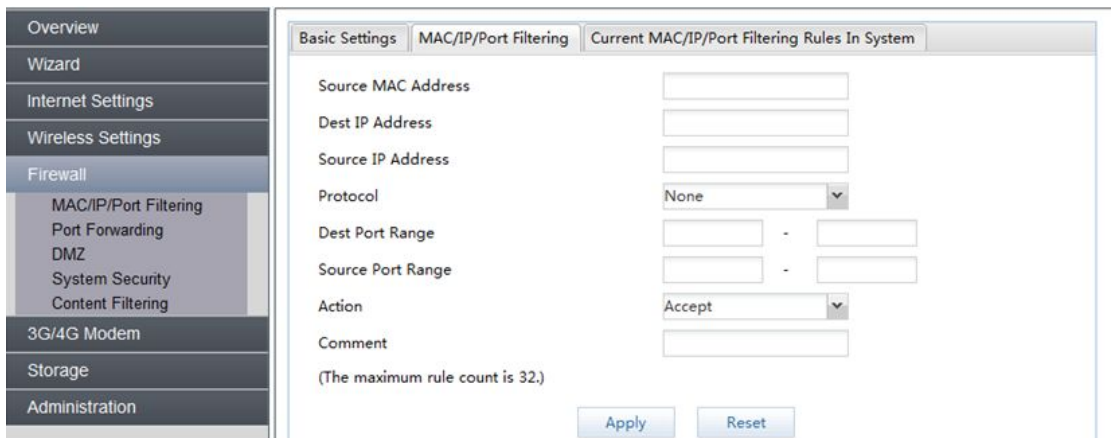 Overview
Wizard
Internet Settings
Wireless Settings
Firewall
MAC/IP/Port Filtering
Port Forwarding
DMZ
System Security
Content Filtering
3G/4G Modem
Storage
Administration
Basic Settings MAC/IP/Port Filtering Current MAC/IP/Port Filtering Rules In System
Source MAC Address
Dest IP Address
Source IP Address
Protocol None
Dest Port Range -
Source Port Range -
Action Accept
Comment
(The maximum rule count is 32.)
Apply Reset